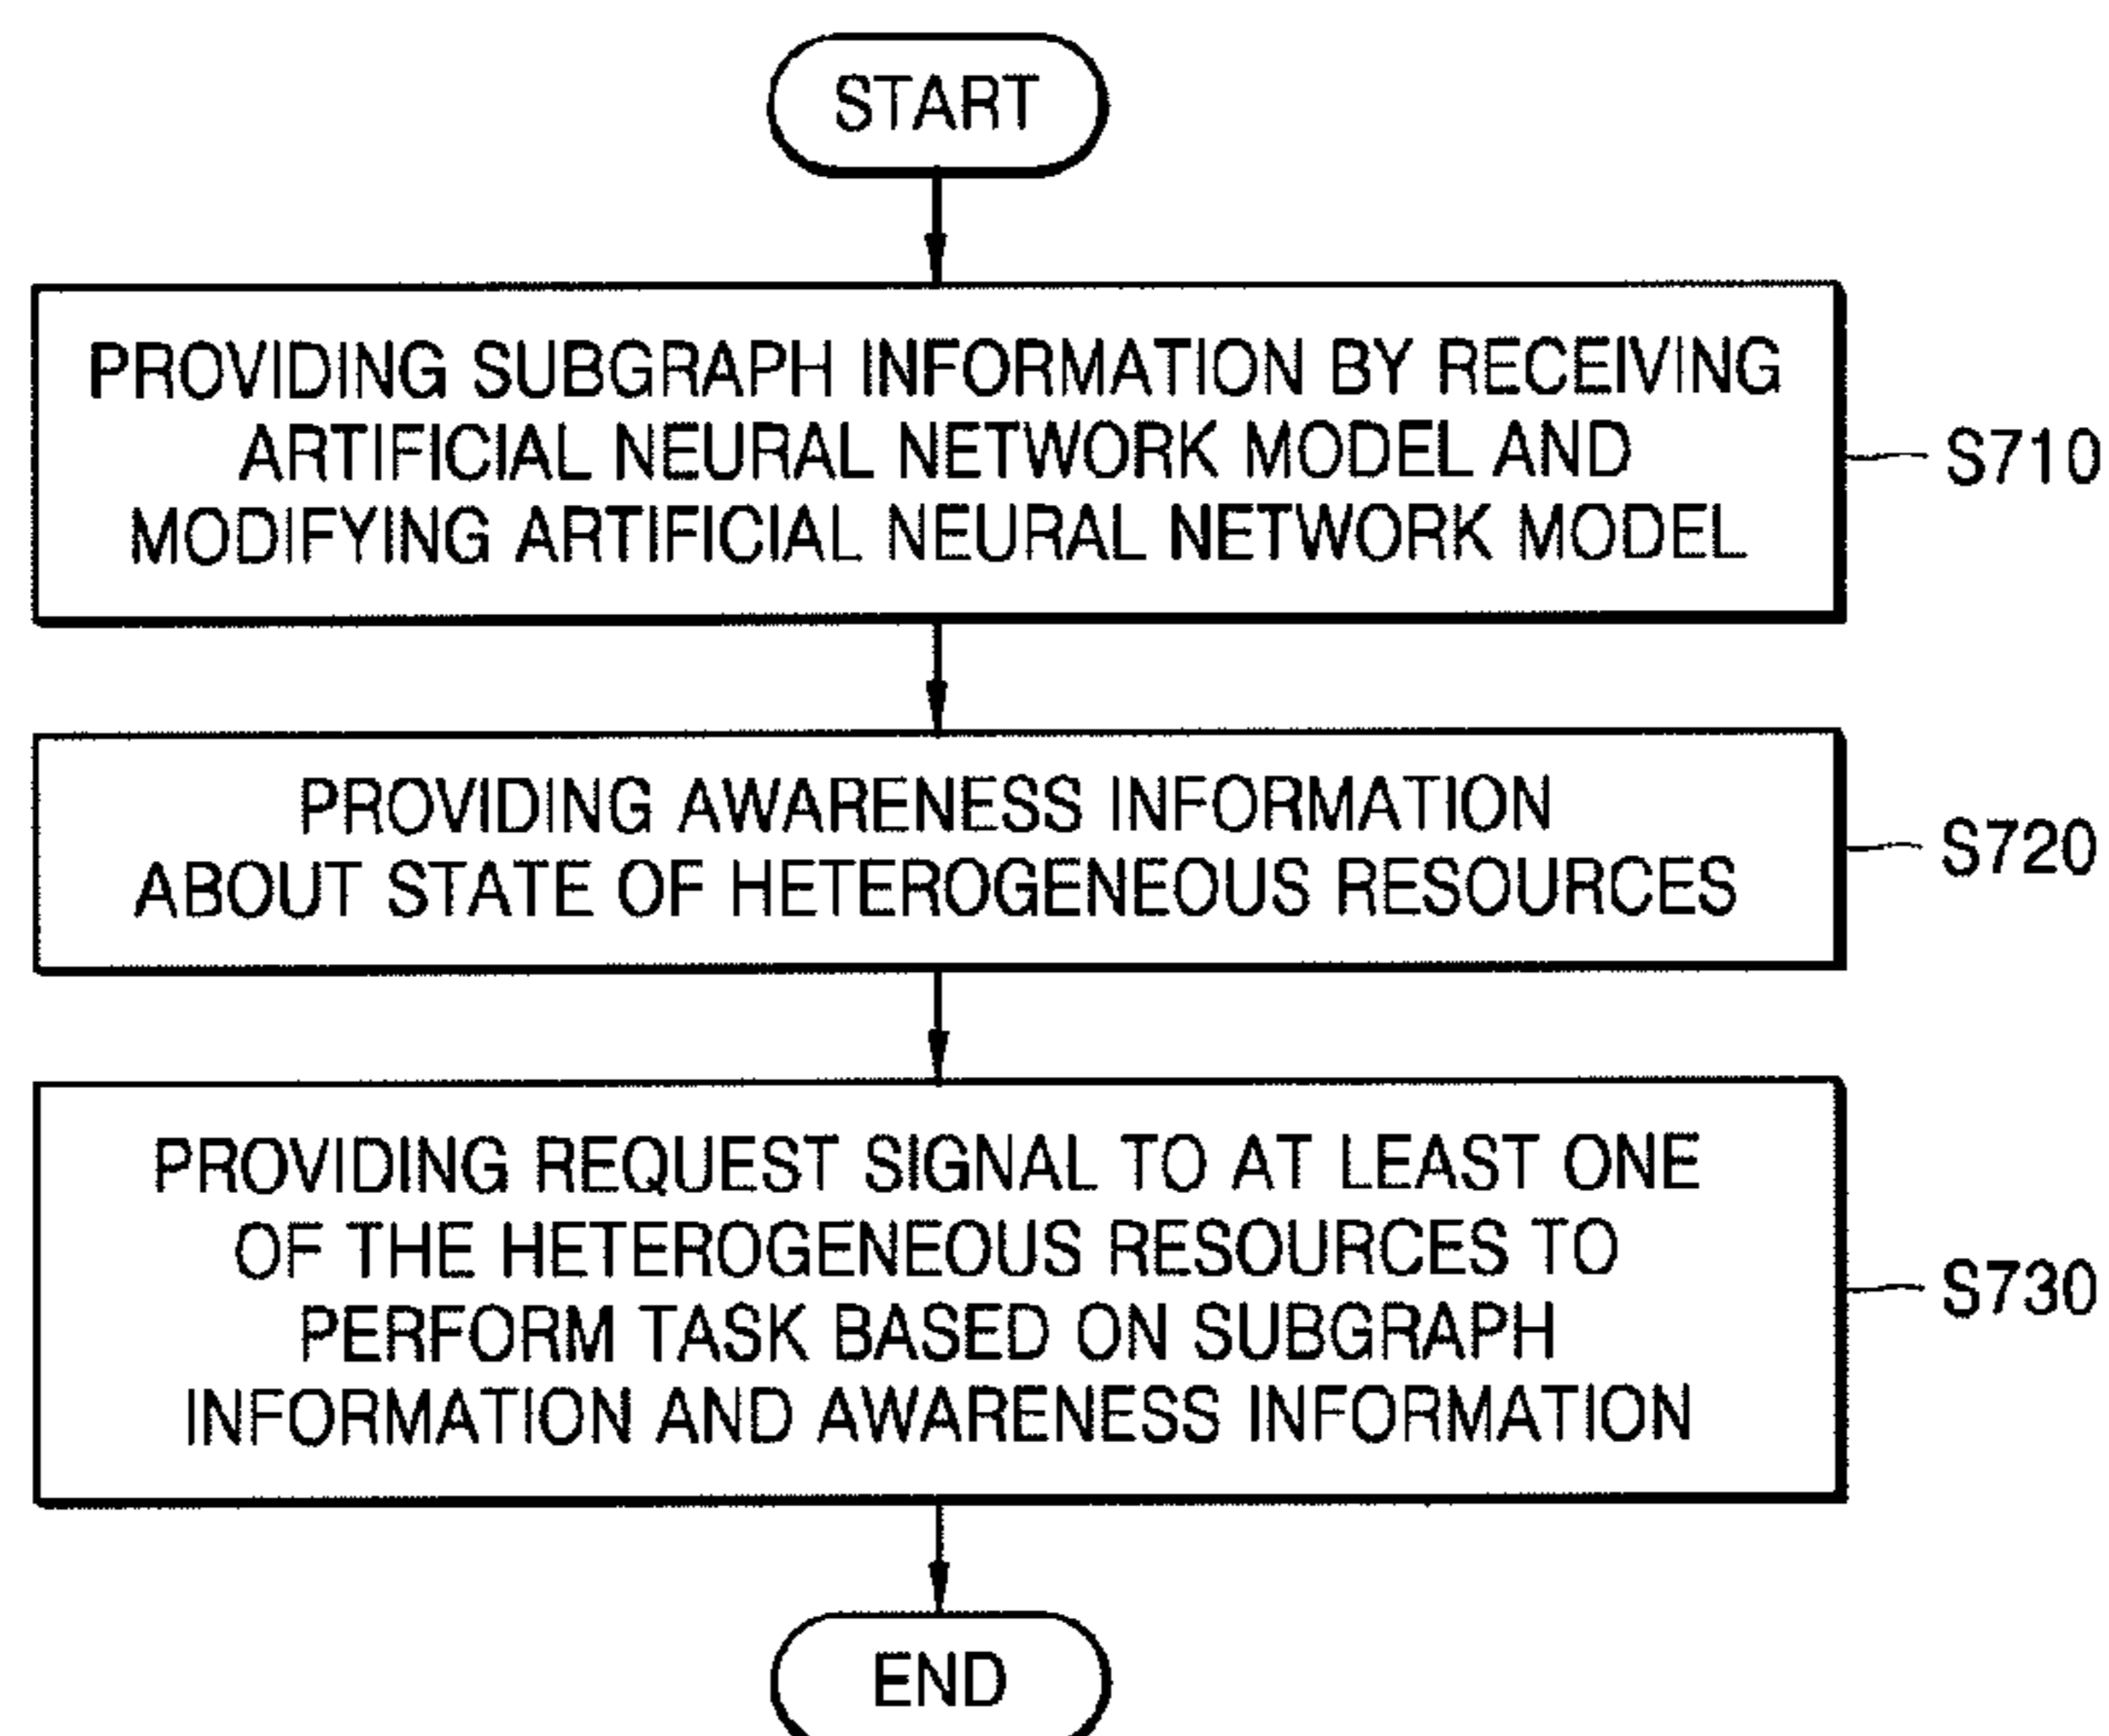 START
PROVIDING SUBGRAPH INFORMATION BY RECEIVING
ARTIFICIAL NEURAL NETWORK MODEL AND
MODIFYING ARTIFICIAL NEURAL NETWORK MODEL
S710
PROVIDING AWARENESS INFORMATION
ABOUT STATE OF HETEROGENEOUS RESOURCES
S720
PROVIDING REQUEST SIGNAL TO AT LEAST ONE
OF THE HETEROGENEOUS RESOURCES TO
PERFORM TASK BASED ON SUBGRAPH
INFORMATION AND AWARENESS INFORMATION
S730
END